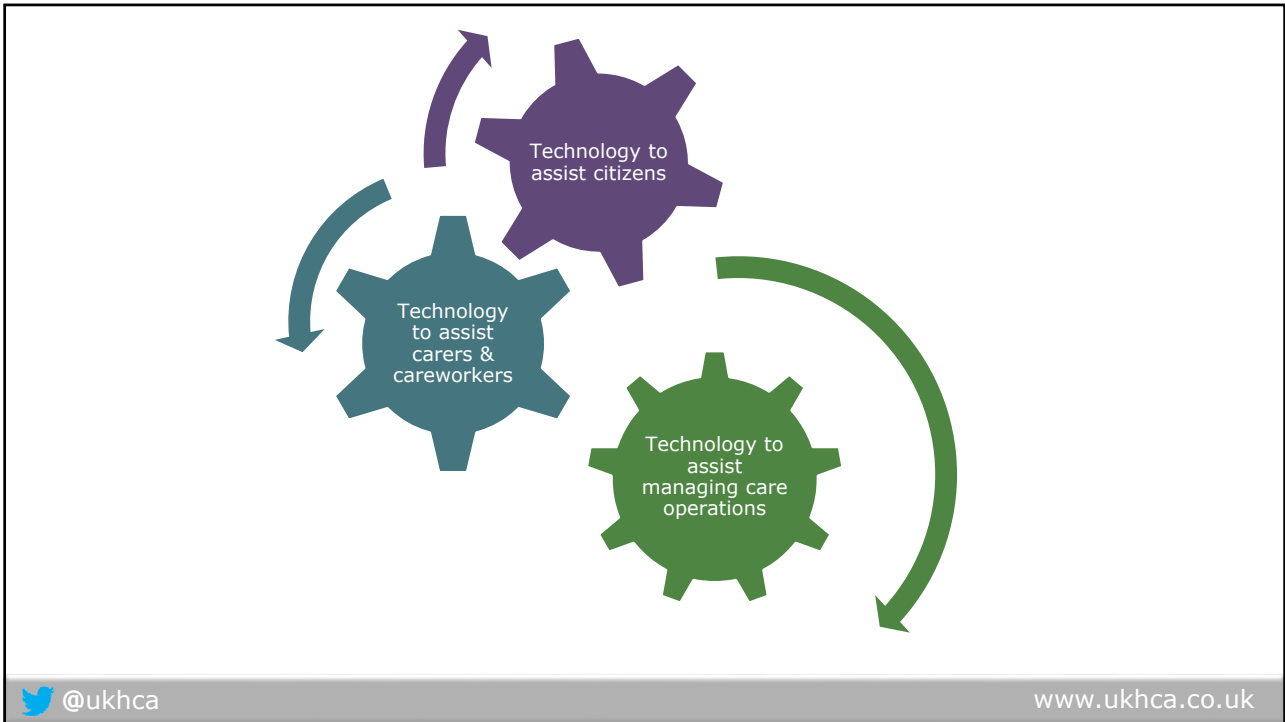 Technology to
assist citizens
Technology
to assist
carers &
careworkers
Technology to
assist
managing care
operations
@ukhca
www.ukhca.co.uk